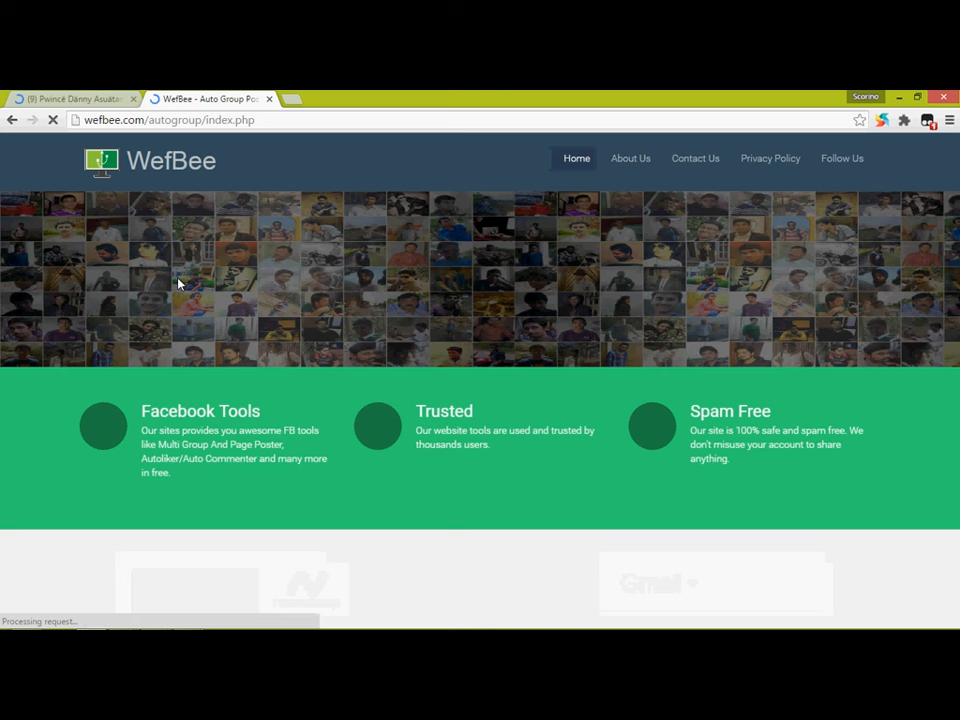 (9) Pwincé Dänny Asuatar
WefBee - Auto Group Pos
Scorino
wefbee.com/autogroup/index.php
WefBee
Home
About Us
Contact Us
Privacy Policy
Follow Us
Facebook Tools
Our sites provides you awesome FB tools
like Multi Group And Page Poster,
Autoliker/Auto Commenter and many more
in free.
Trusted
Our website tools are used and trusted by
thousands users.
Spam Free
Our site is 100% safe and spam free. We
don't misuse your account to share
anything.
Gmail
Processing request...